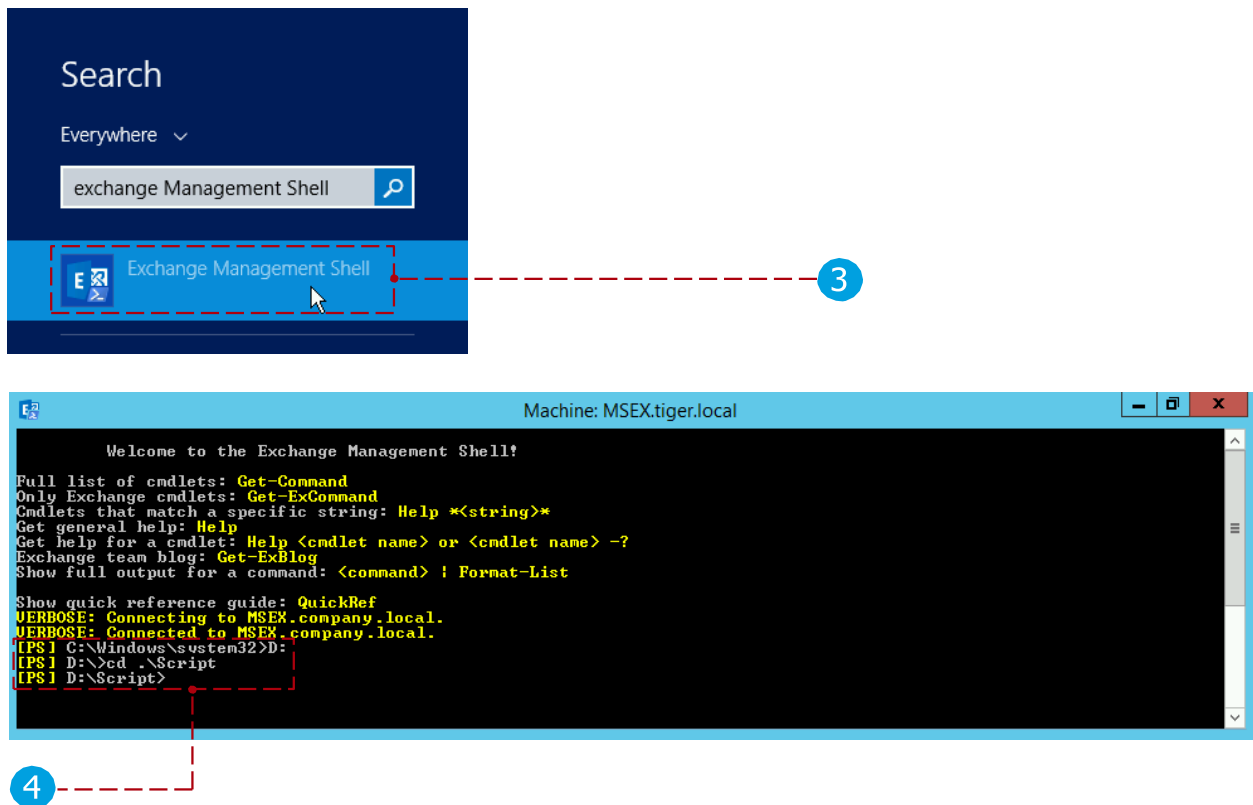 Search
Everywhere
exchange Management Shell
Exchange Management Shell
3
Machine: MSEX.tiger.local
Welcome to the Exchange Management Shell!
Full list of cmdlets: Get-Command
Only Exchange cmdlets: Get-ExCommand
Cmdlets that match a specific string: Help *<string>*
Get general help: Help
Get help for a cmdlet: Help <cmdlet name> or <cmdlet name> -?
Exchange team blog: Get-ExBlog
Show full output for a command: <command> | Format-List
Show quick reference guide: QuickRef
VERBOSE: Connecting to MSEX.company.local.
VERBOSE: Connected to MSEX.company.local.
[PS] C:\Windows\system32>D:
[PS] D:\>cd .\Script
[PS] D:\Script>
4